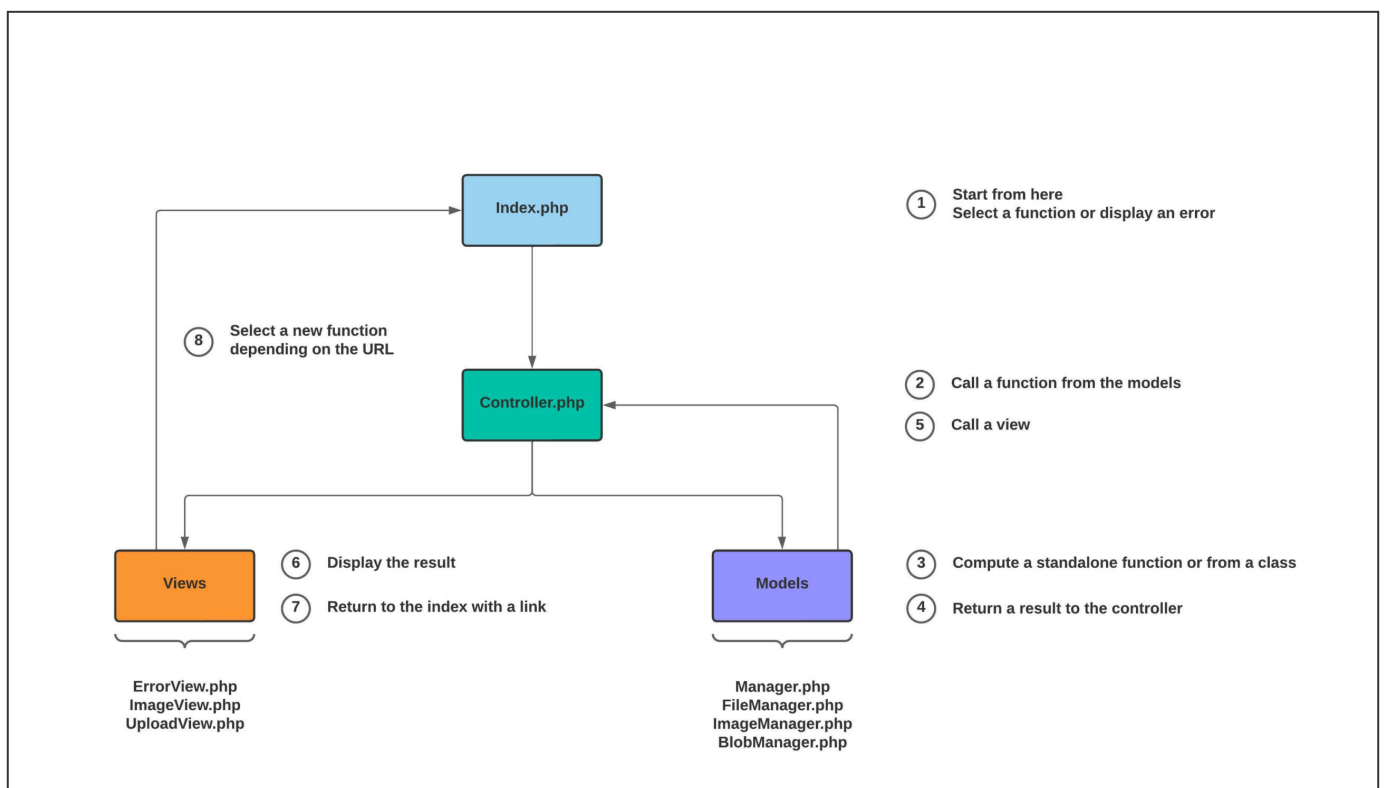 Index.php
1
Start from here
Select a function or display an error
8
Select a new function
depending on the URL
Controller.php
2
Call a function from the models
5
Call a view
Views
6
Display the result
7
Return to the index with a link
Models
3
Compute a standalone function or from a class
4
Return a result to the controller
ErrorView.php
ImageView.php
UploadView.php
Manager.php
FileManager.php
ImageManager.php
BlobManager.php